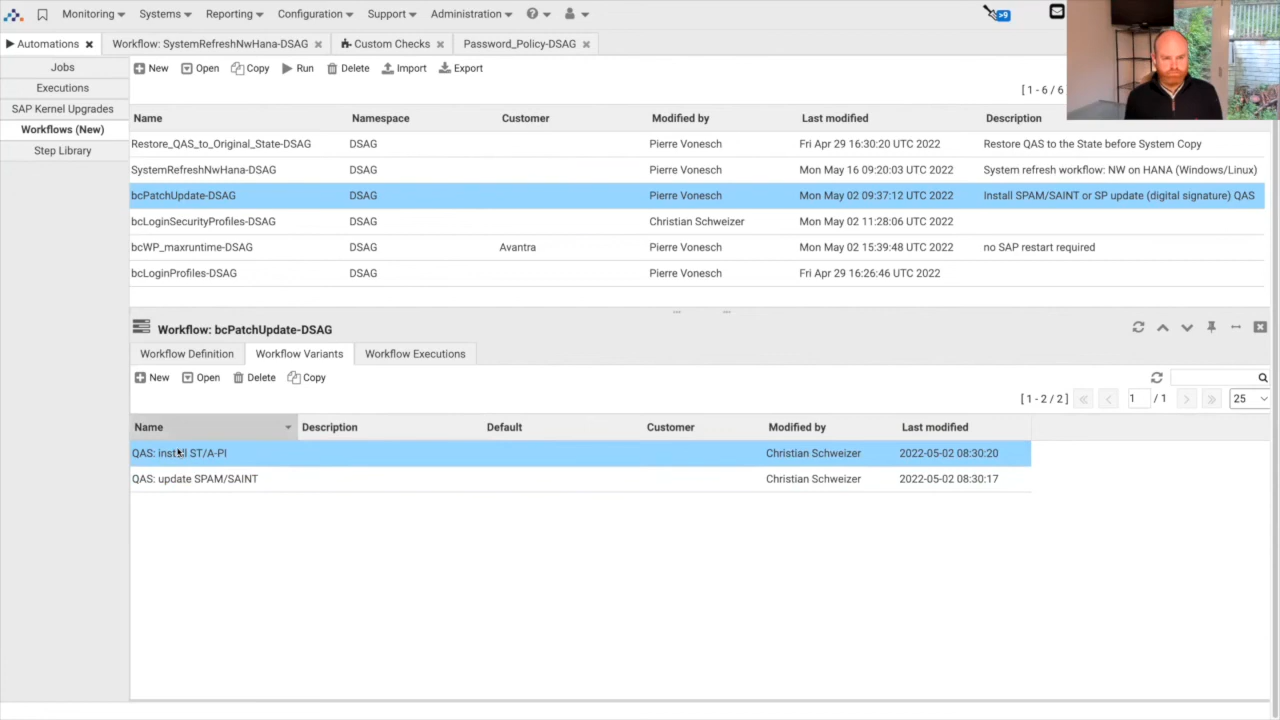 Monitoring Systems Reporting Configuration Support Administration >9
Automations Workflow: SystemRefreshNwHana-DSAG Custom Checks Password_Policy-DSAG
Jobs
Executions
SAP Kernel Upgrades
Workflows (New)
Step Library
New Open Copy Run Delete Import Export
[ 1 - 6 / 6
Name Namespace Customer Modified by Last modified Description
Restore_QAS_to_Original_State-DSAG DSAG Pierre Vonesch Fri Apr 29 16:30:20 UTC 2022 Restore QAS to the State before System Copy
SystemRefreshNwHana-DSAG DSAG Pierre Vonesch Mon May 16 09:20:03 UTC 2022 System refresh workflow: NW on HANA (Windows/Linux)
bcPatchUpdate-DSAG DSAG Pierre Vonesch Mon May 02 09:37:12 UTC 2022 Install SPAM/SAINT or SP update (digital signature) QAS
bcLoginSecurityProfiles-DSAG DSAG Christian Schweizer Mon May 02 11:28:06 UTC 2022
bcWP_maxruntime-DSAG DSAG Avantra Pierre Vonesch Mon May 02 15:39:48 UTC 2022 no SAP restart required
bcLoginProfiles-DSAG DSAG Pierre Vonesch Fri Apr 29 16:26:46 UTC 2022
Workflow: bcPatchUpdate-DSAG
Workflow Definition Workflow Variants Workflow Executions
New Open Delete Copy
[ 1 - 2 / 2 ] 1 / 1 25
Name Description Default Customer Modified by Last modified
QAS: install ST/A-PI Christian Schweizer 2022-05-02 08:30:20
QAS: update SPAM/SAINT Christian Schweizer 2022-05-02 08:30:17